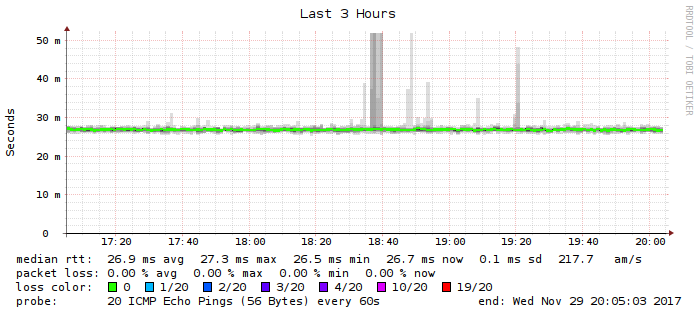 Last 3 Hours
RRDTOOL / TOBI OETIKER
Seconds
50 m
40 m
30 m
20 m
10 m
0
17:20 17:40 18:00 18:20 18:40 19:00 19:20 19:40 20:00
median rtt: 26.9 ms avg 27.3 ms max 26.5 ms min 26.7 ms now 0.1 ms sd 217.7 am/s
packet loss: 0.00 % avg 0.00 % max 0.00 % min 0.00 % now
loss color: 0 1/20 2/20 3/20 4/20 10/20 19/20
probe: 20 ICMP Echo Pings (56 Bytes) every 60s end: Wed Nov 29 20:05:03 2017